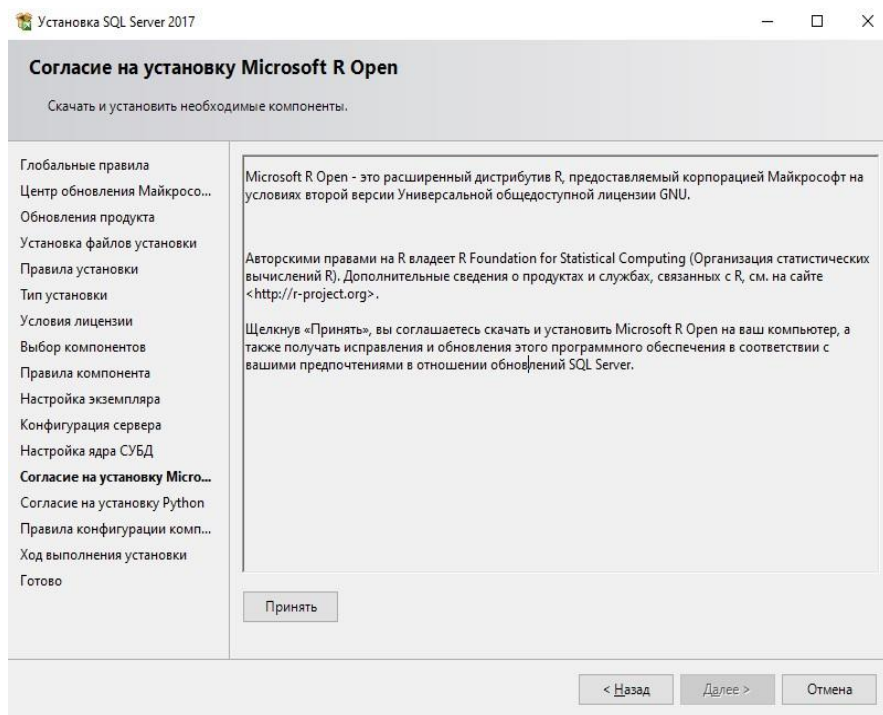 Установка SQL Server 2017
Согласие на установку Microsoft R Open
Скачать и установить необходимые компоненты.
Глобальные правила
Центр обновления Майкросо...
Обновления продукта
Установка файлов установки
Правила установки
Тип установки
Условия лицензии
Выбор компонентов
Правила компонента
Настройка экземпляра
Конфигурация сервера
Настройка ядра СУБД
Согласие на установку Micro...
Согласие на установку Python
Правила конфигурации комп...
Ход выполнения установки
Готово
Microsoft R Open - это расширенный дистрибутив R, предоставляемый корпорацией Майкрософт на
условиях второй версии Универсальной общедоступной лицензии GNU.
Авторскими правами на R владеет R Foundation for Statistical Computing (Организация статистических
вычислений R). Дополнительные сведения о продуктах и службах, связанных с R, см. на сайте
<http://r-project.org>.
Щелкнув «Принять», вы соглашаетесь скачать и установить Microsoft R Open на ваш компьютер, а
также получать исправления и обновления этого программного обеспечения в соответствии с
вашими предпочтениями в отношении обновлений SQL Server.
Принять
< Назад
Далее >
Отмена